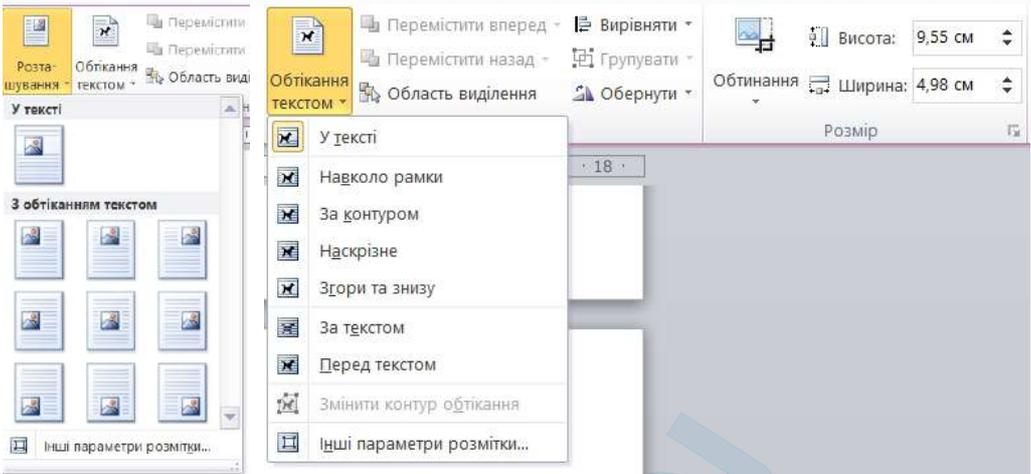 Розта-
шування
Обтікання
текстом
Перемістити
Перемістити
Область виді
У тексті
З обтіканням текстом
Інші параметри розмітки...
Обтікання
текстом
Перемістити вперед
Перемістити назад
Область виділення
Вирівняти
Групувати
Обернути
У тексті
Навколо рамки
За контуром
Наскрізне
Згори та знизу
За текстом
Перед текстом
Змінити контур обтікання
Інші параметри розмітки...
Обтинання
Висота: 9,55 см
Ширина: 4,98 см
Розмір
· 18 ·